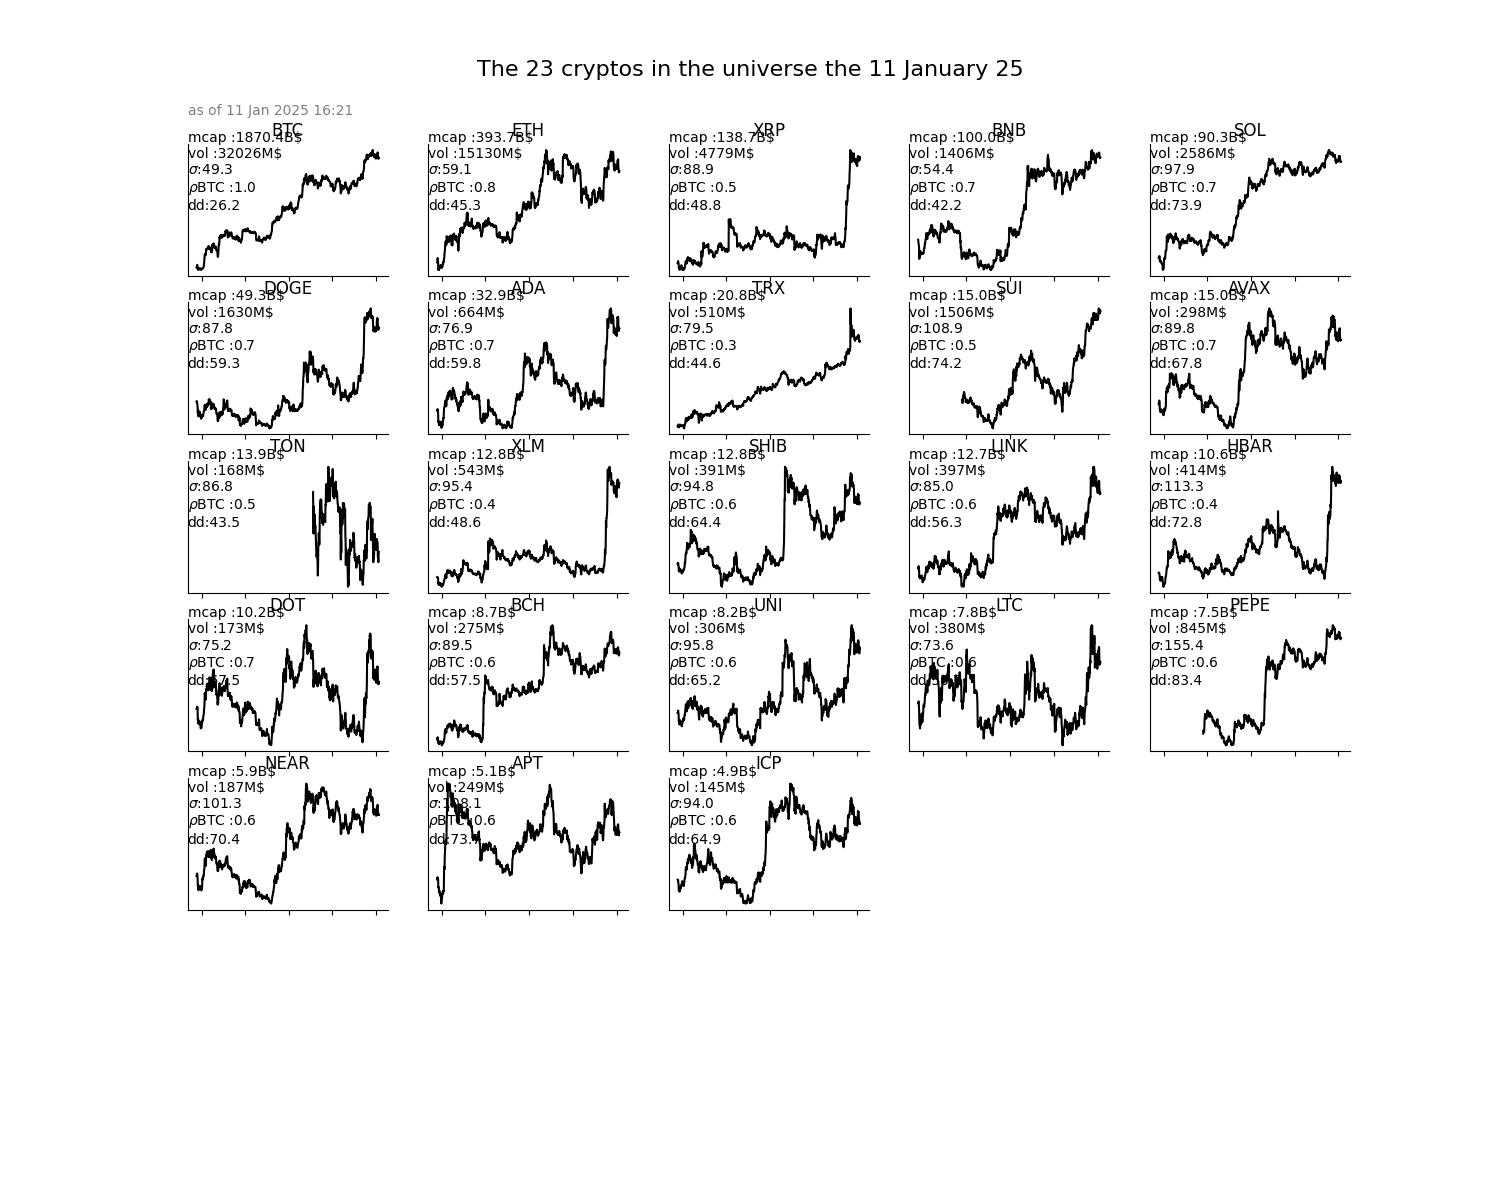 The 23 cryptos in the universe the 11 January 25
as of 11 Jan 2025 16:21
BTC
mcap :1870.4B$
vol :32026M$
σ:49.3
ρBTC :1.0
dd:26.2
ETH
mcap :393.7B$
vol :15130M$
σ:59.1
ρBTC :0.8
dd:45.3
XRP
mcap :138.7B$
vol :4779M$
σ:88.9
ρBTC :0.5
dd:48.8
BNB
mcap :100.0B$
vol :1406M$
σ:54.4
ρBTC :0.7
dd:42.2
SOL
mcap :90.3B$
vol :2586M$
σ:97.9
ρBTC :0.7
dd:73.9
DOGE
mcap :49.3B$
vol :1630M$
σ:87.8
ρBTC :0.7
dd:59.3
ADA
mcap :32.9B$
vol :664M$
σ:76.9
ρBTC :0.7
dd:59.8
TRX
mcap :20.8B$
vol :510M$
σ:79.5
ρBTC :0.3
dd:44.6
SUI
mcap :15.0B$
vol :1506M$
σ:108.9
ρBTC :0.5
dd:74.2
AVAX
mcap :15.0B$
vol :298M$
σ:89.8
ρBTC :0.7
dd:67.8
TON
mcap :13.9B$
vol :168M$
σ:86.8
ρBTC :0.5
dd:43.5
XLM
mcap :12.8B$
vol :543M$
σ:95.4
ρBTC :0.4
dd:48.6
SHIB
mcap :12.8B$
vol :391M$
σ:94.8
ρBTC :0.6
dd:64.4
LINK
mcap :12.7B$
vol :397M$
σ:85.0
ρBTC :0.6
dd:56.3
HBAR
mcap :10.6B$
vol :414M$
σ:113.3
ρBTC :0.4
dd:72.8
DOT
mcap :10.2B$
vol :173M$
σ:75.2
ρBTC :0.7
BCH
mcap :8.7B$
vol :275M$
σ:89.5
ρBTC :0.6
dd:57.5
UNI
mcap :8.2B$
vol :306M$
σ:95.8
ρBTC :0.6
dd:65.2
LTC
mcap :7.8B$
vol :380M$
σ:73.6
ρBTC :0.6
PEPE
mcap :7.5B$
vol :845M$
σ:155.4
ρBTC :0.6
dd:83.4
NEAR
mcap :5.9B$
vol :187M$
σ:101.3
ρBTC :0.6
dd:70.4
APT
mcap :5.1B$
vol :249M$
σ:108.1
ρBTC :0.6
ICP
mcap :4.9B$
vol :145M$
σ:94.0
ρBTC :0.6
dd:64.9